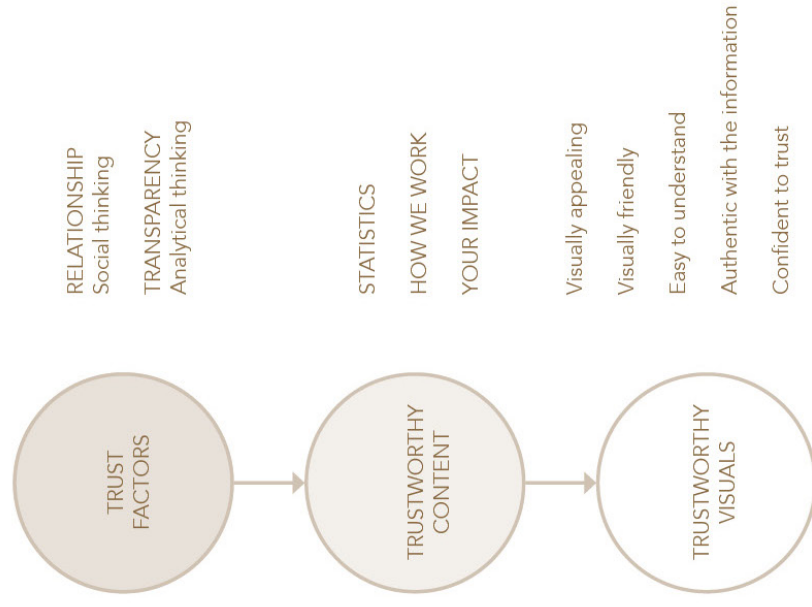 TRUST
FACTORS
RELATIONSHIP
Social thinking
TRANSPARENCY
Analytical thinking
TRUSTWORTHY
CONTENT
STATISTICS
HOW WE WORK
YOUR IMPACT
TRUSTWORTHY
VISUALS
Visually appealing
Visually friendly
Easy to understand
Authentic with the information
Confident to trust